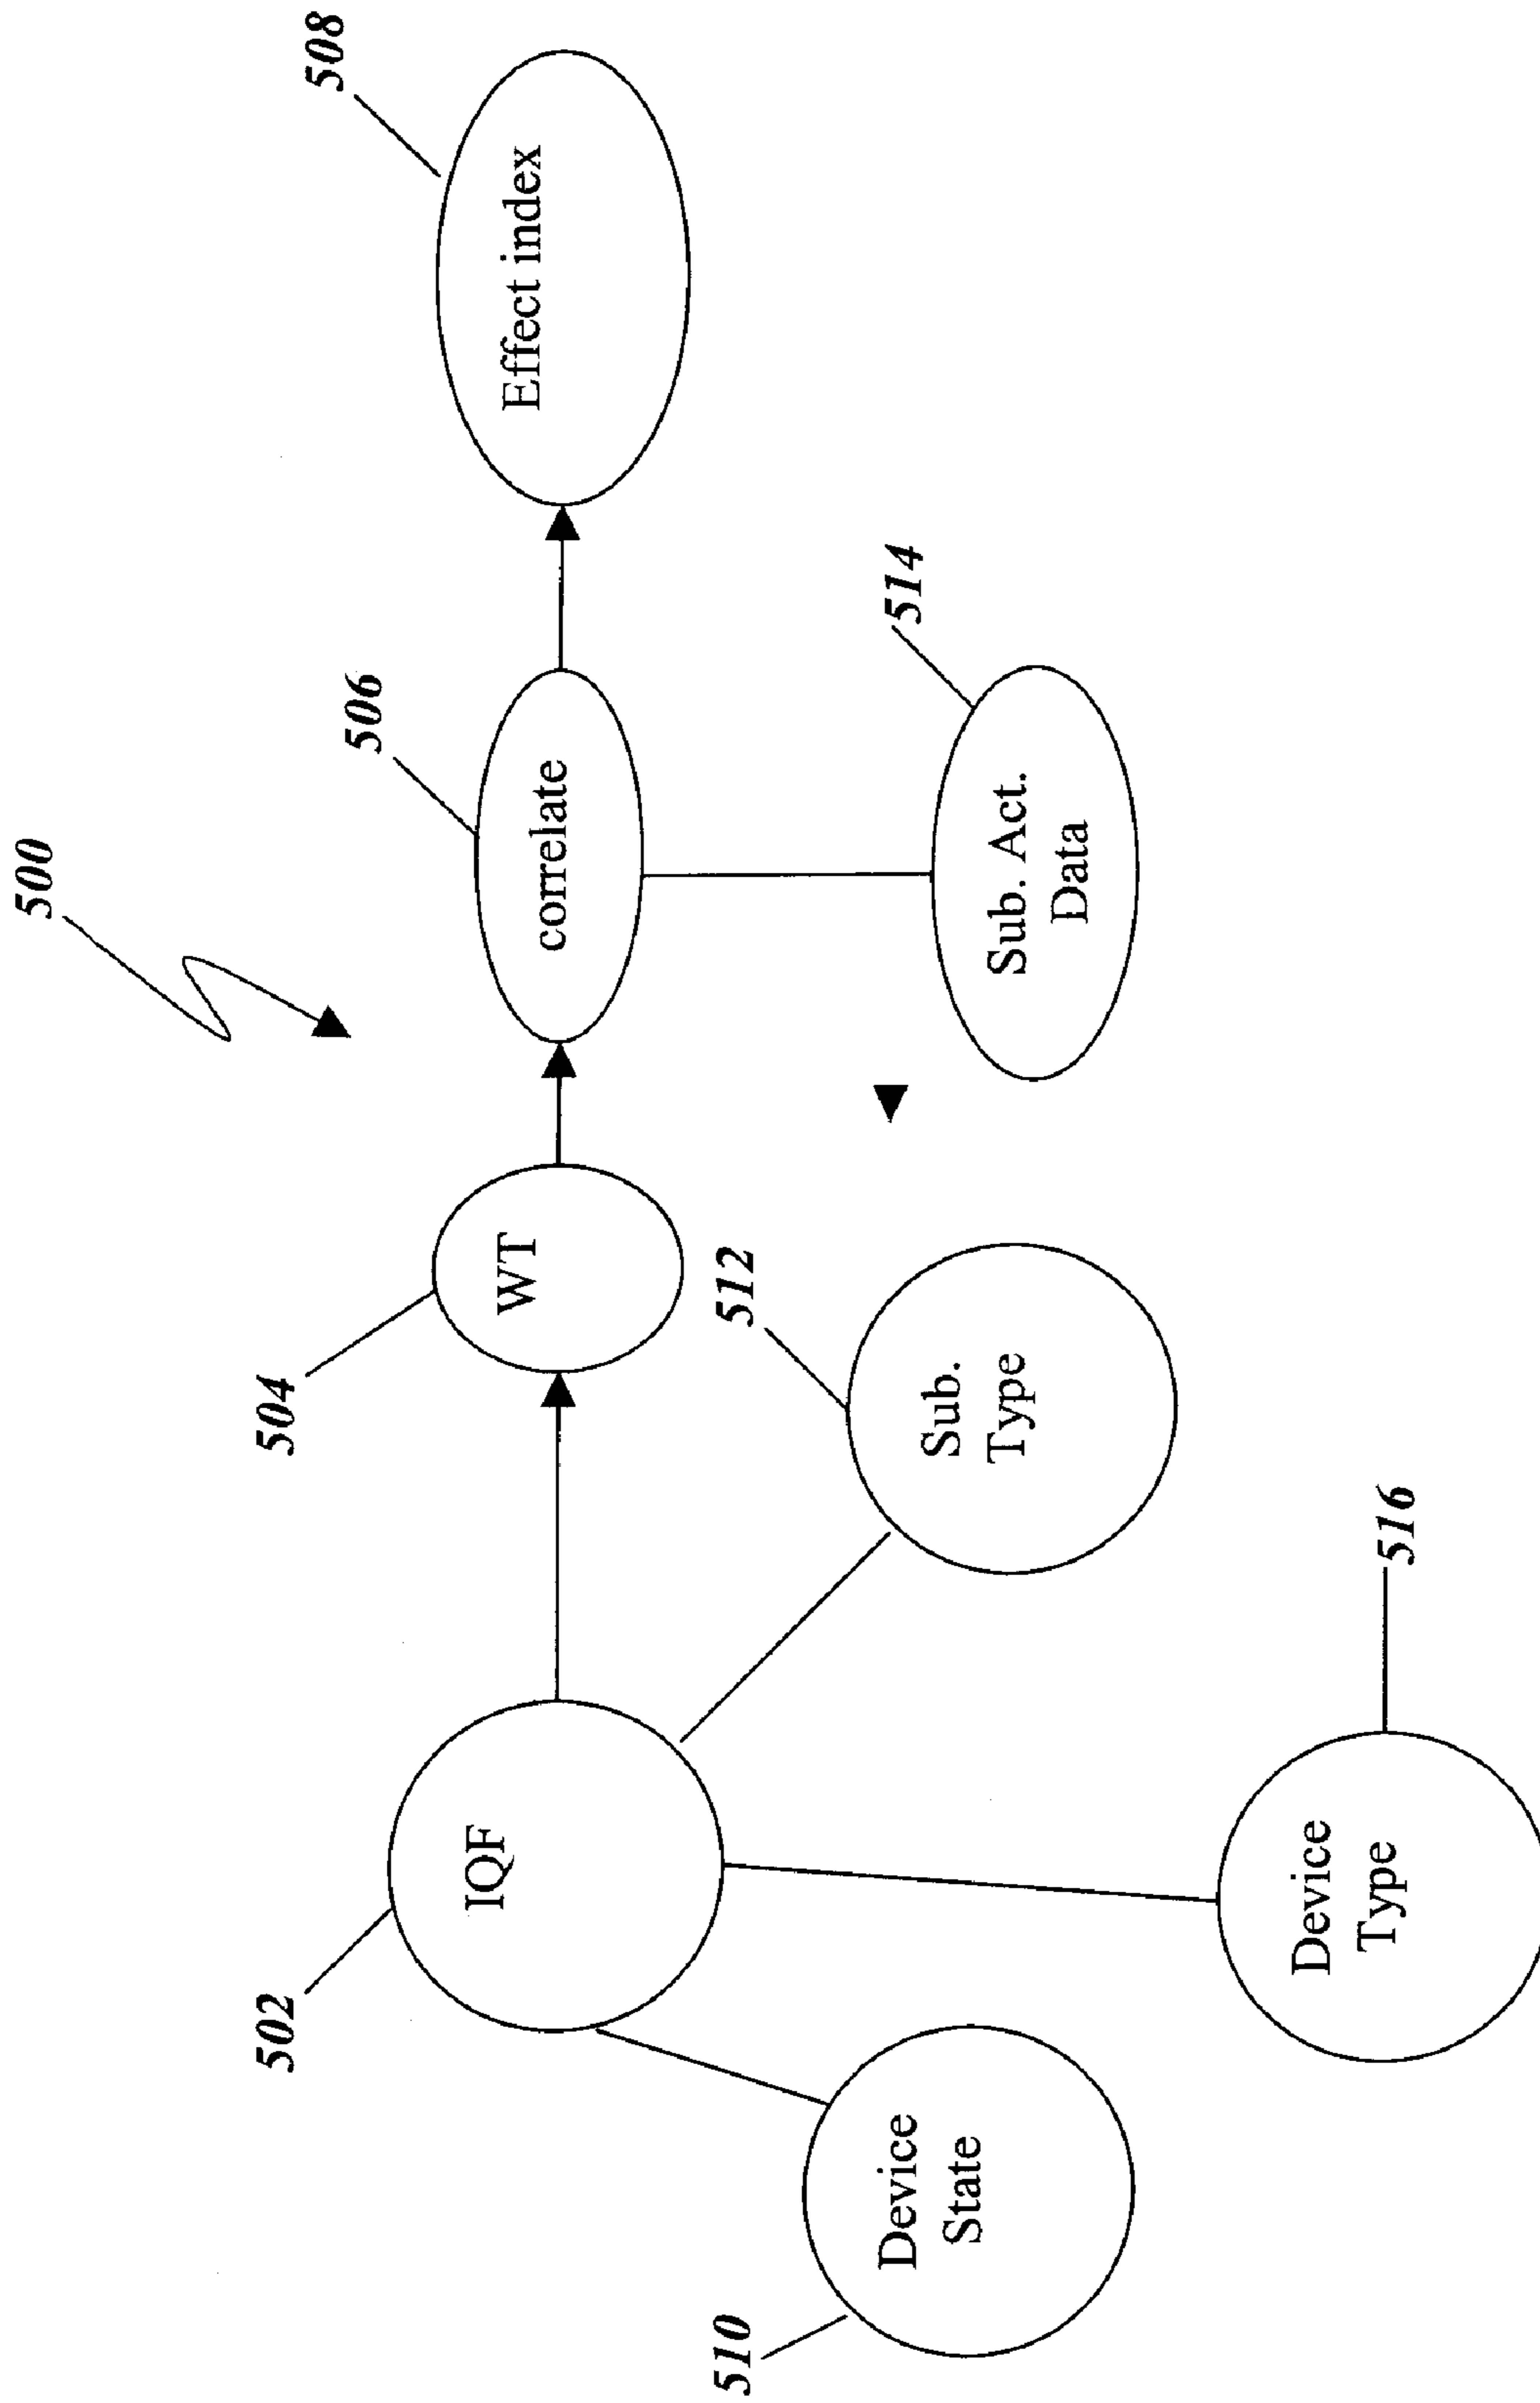 500
508
506
504
502
Effect index
correlate
WT
IQF
514
512
510
516
Sub. Act.
Data
Sub.
Type
Device
State
Device
Type